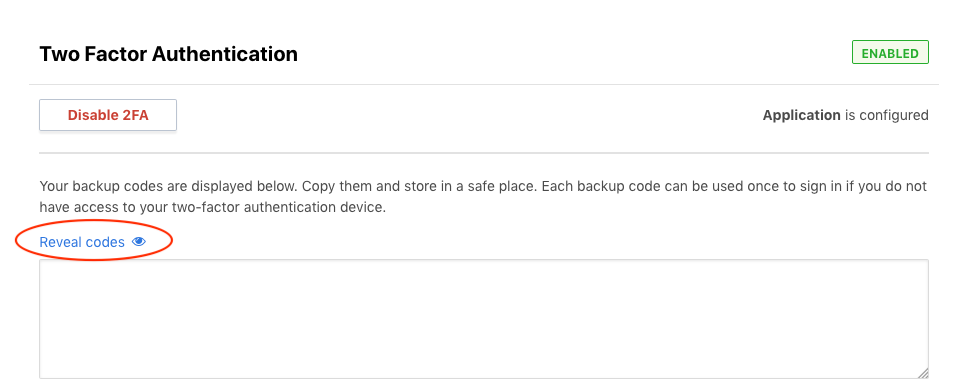 Two Factor Authentication
ENABLED
Disable 2FA
Application is configured
Your backup codes are displayed below. Copy them and store in a safe place. Each backup code can be used once to sign in if you do not
have access to your two-factor authentication device.
Reveal codes